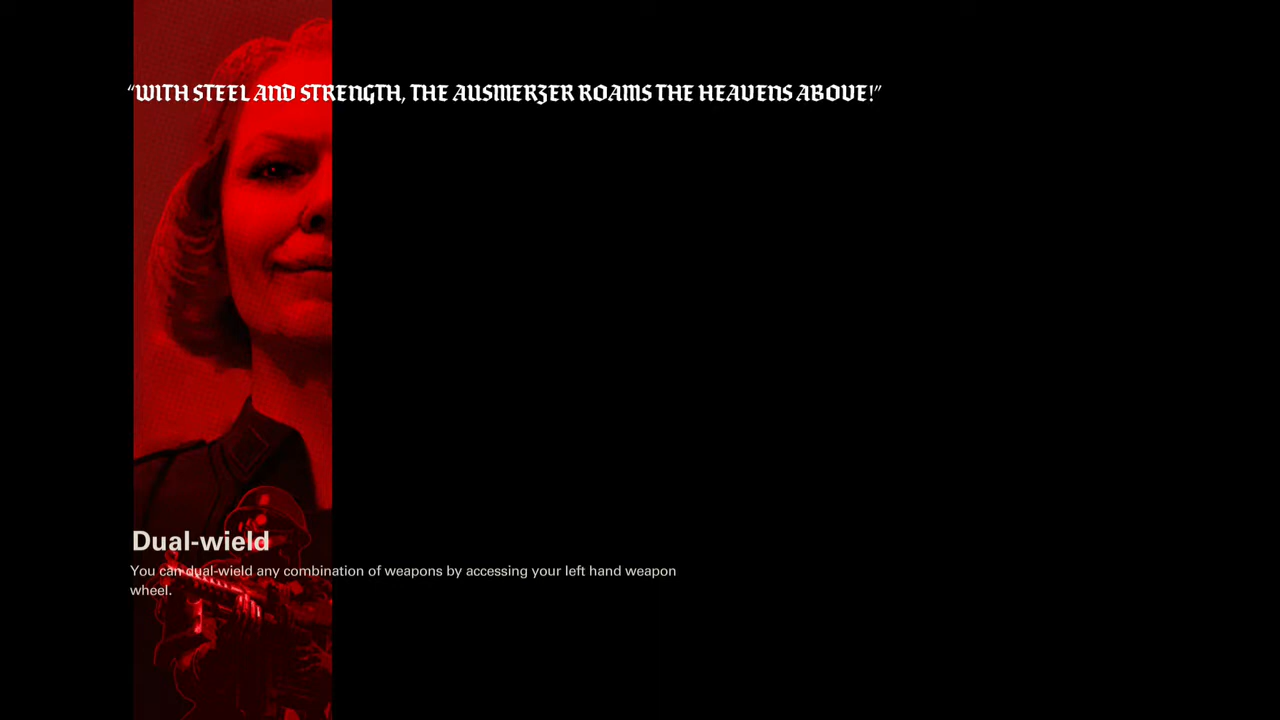 “WITH STEEL AND STRENGTH, THE AUSMERZER ROAMS THE HEAVENS ABOVE!”
Dual-wield
You can dual-wield any combination of weapons by accessing your left hand weapon
wheel.